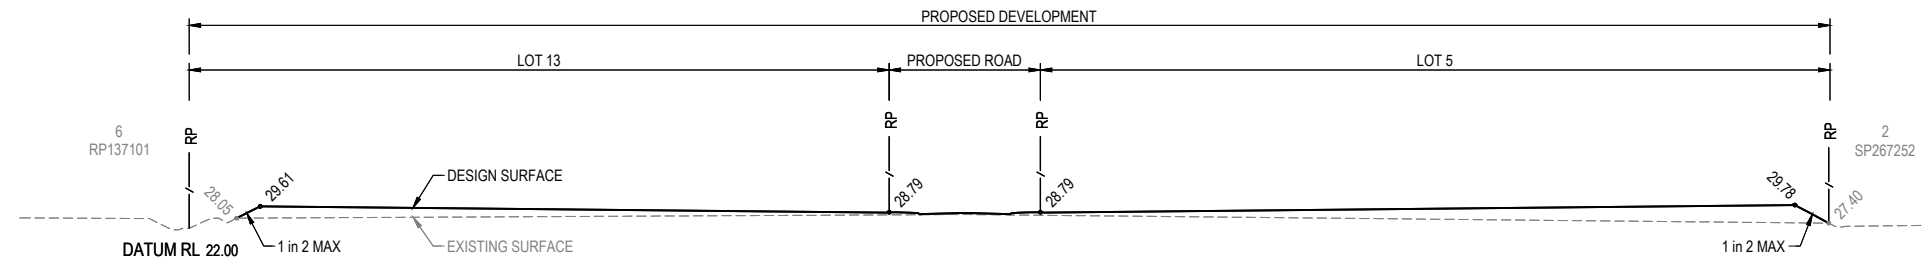 PROPOSED DEVELOPMENT
LOT 13
PROPOSED ROAD
LOT 5
6
RP137101
RP
RP
RP
RP
2
SP267252
28.05
29.61
DESIGN SURFACE
28.79
28.79
29.78
27.40
DATUM RL 22.00
1 in 2 MAX
EXISTING SURFACE
1 in 2 MAX